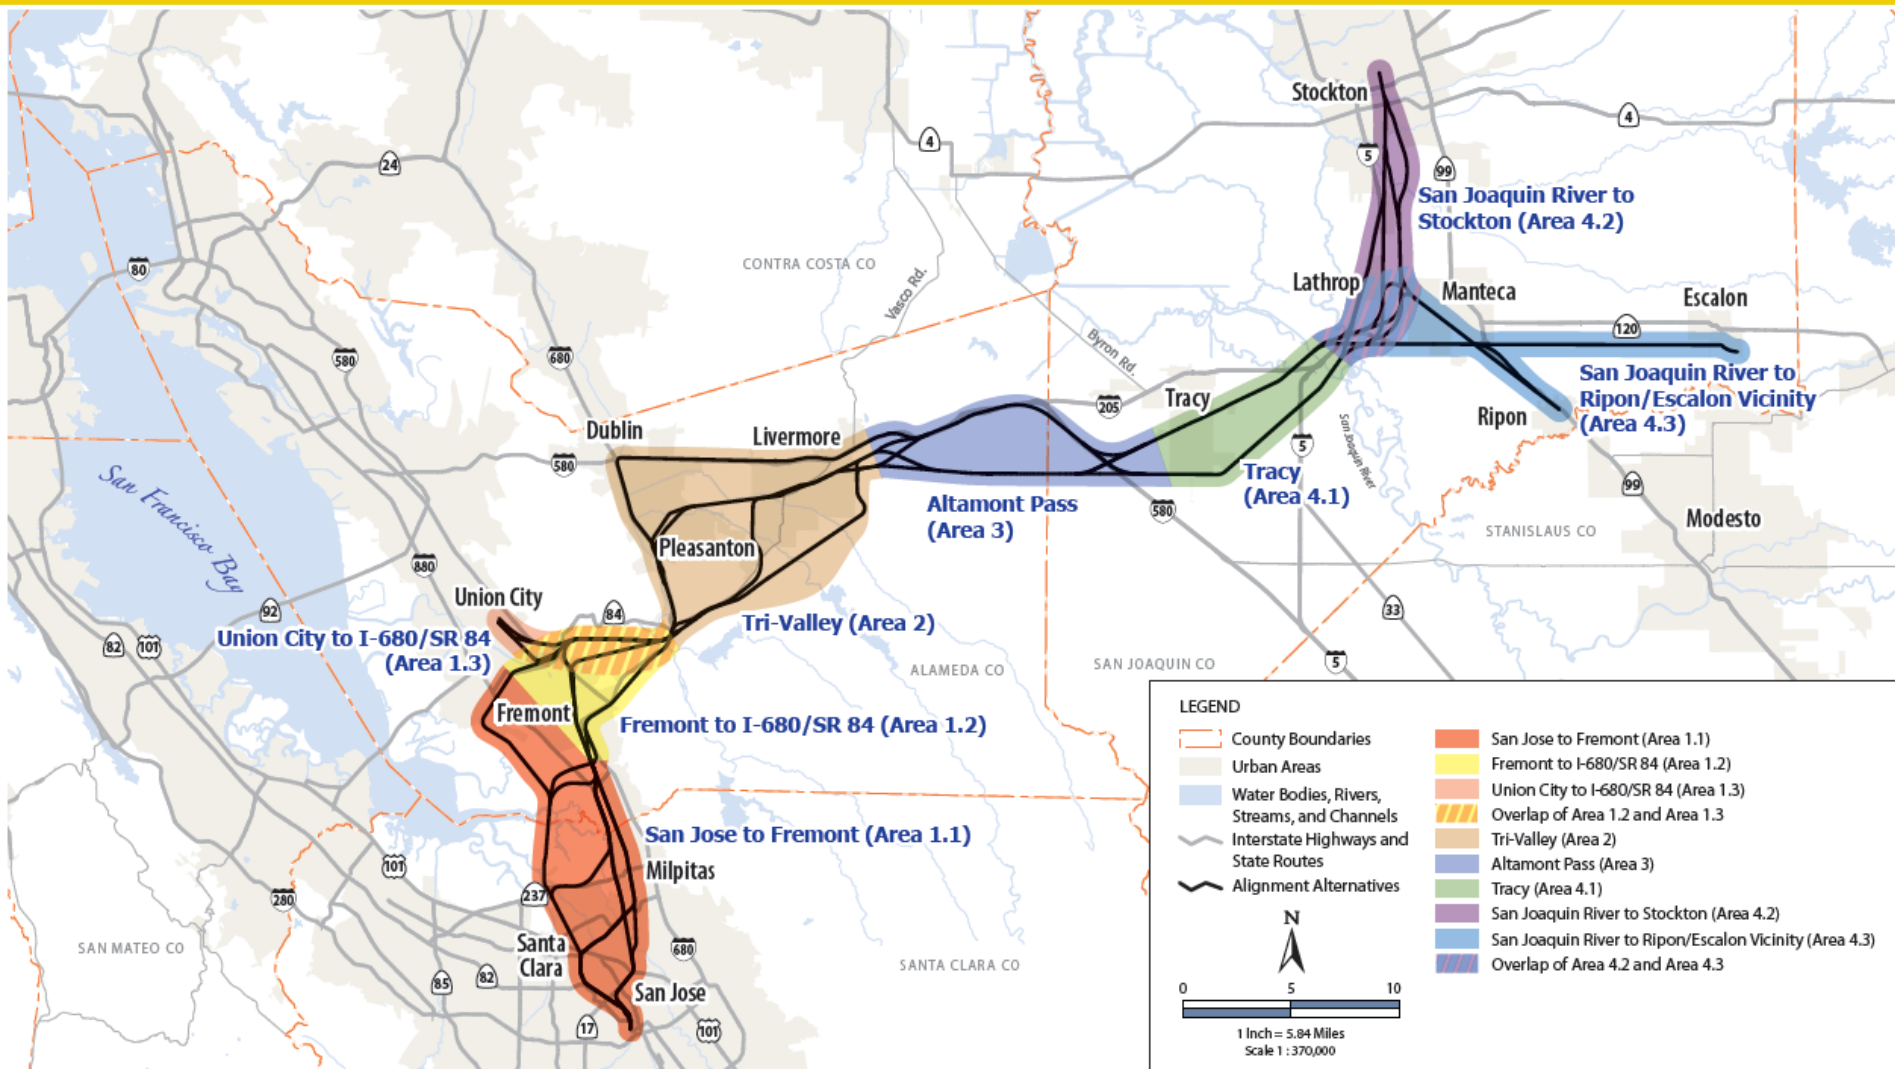 Stockton
4
4
24
5
99
San Joaquin River to
Stockton (Area 4.2)
CONTRA COSTA CO
80
Vasco Rd.
Lathrop
Manteca
Escalon
120
580
680
Byron Rd.
San Joaquin River to
Ripon/Escalon Vicinity
(Area 4.3)
205
Tracy
Ripon
San Joaquin River
Dublin
Livermore
580
5
Tracy
(Area 4.1)
99
San Francisco Bay
Altamont Pass
(Area 3)
580
Modesto
STANISLAUS CO
Pleasanton
880
Union City
84
92
33
Tri-Valley (Area 2)
Union City to I-680/SR 84
(Area 1.3)
82
101
5
ALAMEDA CO
SAN JOAQUIN CO
Fremont
Fremont to I-680/SR 84 (Area 1.2)
San Jose to Fremont (Area 1.1)
Milpitas
101
237
280
SAN MATEO CO
Santa
Clara
680
SANTA CLARA CO
85
82
San Jose
17
101
LEGEND
County Boundaries
Urban Areas
Water Bodies, Rivers,
Streams, and Channels
Interstate Highways and
State Routes
Alignment Alternatives
N
0 5 10
1 Inch = 5.84 Miles
Scale 1 : 370,000
San Jose to Fremont (Area 1.1)
Fremont to I-680/SR 84 (Area 1.2)
Union City to I-680/SR 84 (Area 1.3)
Overlap of Area 1.2 and Area 1.3
Tri-Valley (Area 2)
Altamont Pass (Area 3)
Tracy (Area 4.1)
San Joaquin River to Stockton (Area 4.2)
San Joaquin River to Ripon/Escalon Vicinity (Area 4.3)
Overlap of Area 4.2 and Area 4.3